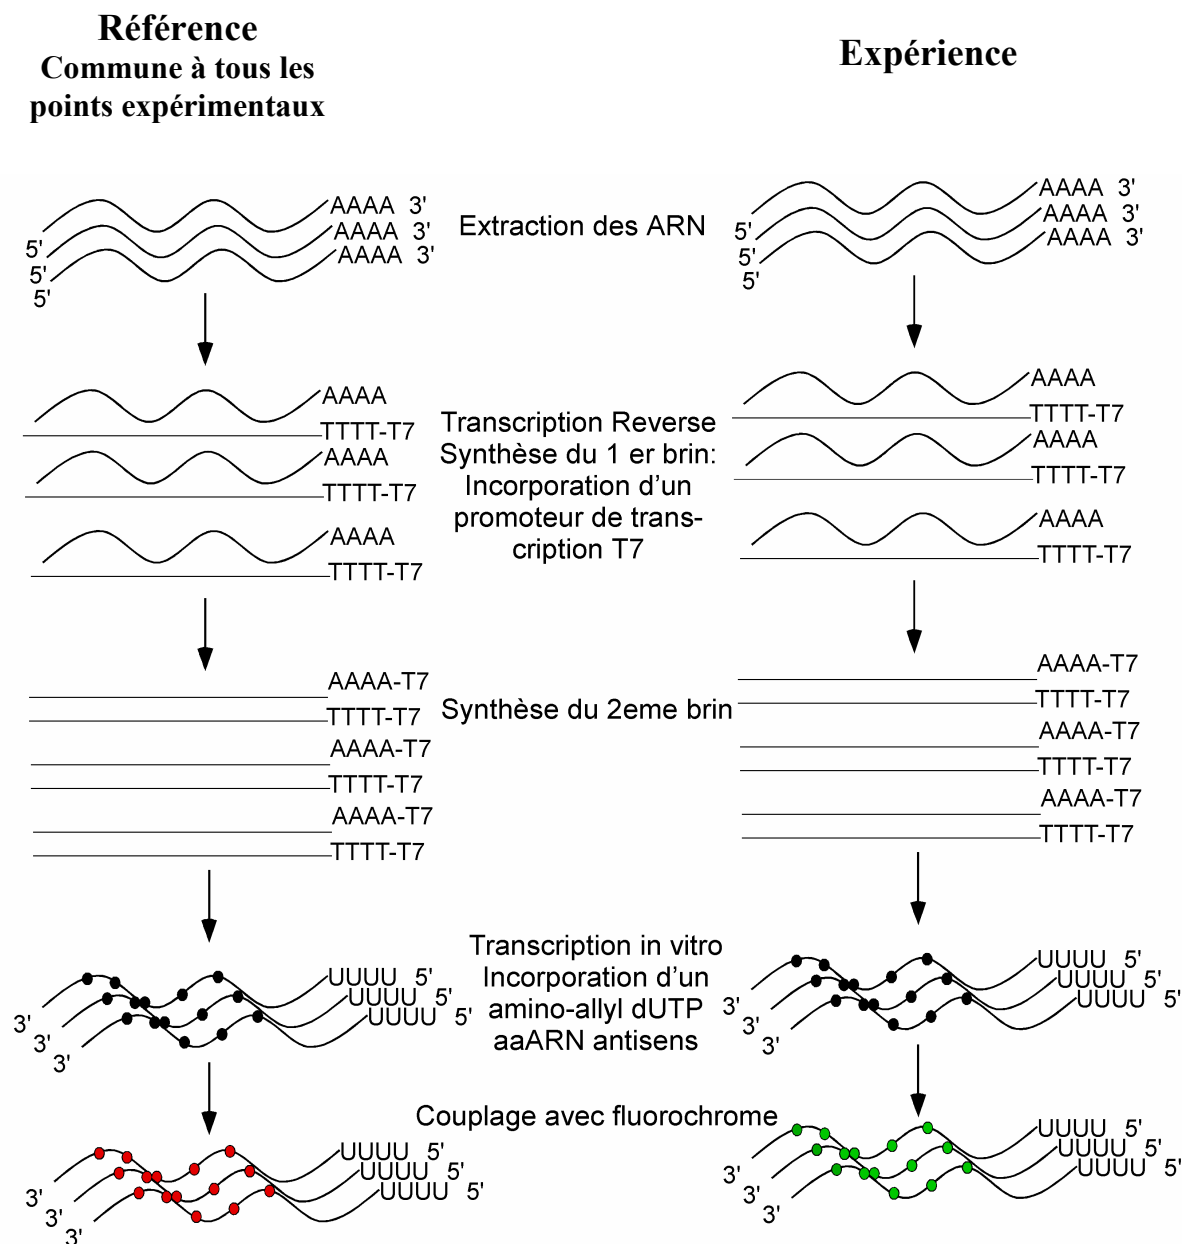 Référence
Commune à tous les
points expérimentaux
Expérience
AAAA 3'
AAAA 3'
AAAA 3'
5'
5'
5'
Extraction des ARN
AAAA 3'
AAAA 3'
AAAA 3'
5'
5'
5'
AAAA
TTTT-T7
AAAA
TTTT-T7
AAAA
TTTT-T7
Transcription Reverse
Synthèse du 1 er brin:
Incorporation d'un
promoteur de trans-
cription T7
AAAA
TTTT-T7
AAAA
TTTT-T7
AAAA
TTTT-T7
AAAA-T7
TTTT-T7
AAAA-T7
TTTT-T7
AAAA-T7
TTTT-T7
Synthèse du 2eme brin
AAAA-T7
TTTT-T7
AAAA-T7
TTTT-T7
AAAA-T7
TTTT-T7
UUUU 5'
UUUU 5'
UUUU 5'
3'
3'
3'
Transcription in vitro
Incorporation d'un
amino-allyl dUTP
aaARN antisens
UUUU 5'
UUUU 5'
UUUU 5'
3'
3'
3'
Couplage avec fluorochrome
UUUU 5'
UUUU 5'
UUUU 5'
3'
3'
3'
UUUU 5'
UUUU 5'
UUUU 5'
3'
3'
3'